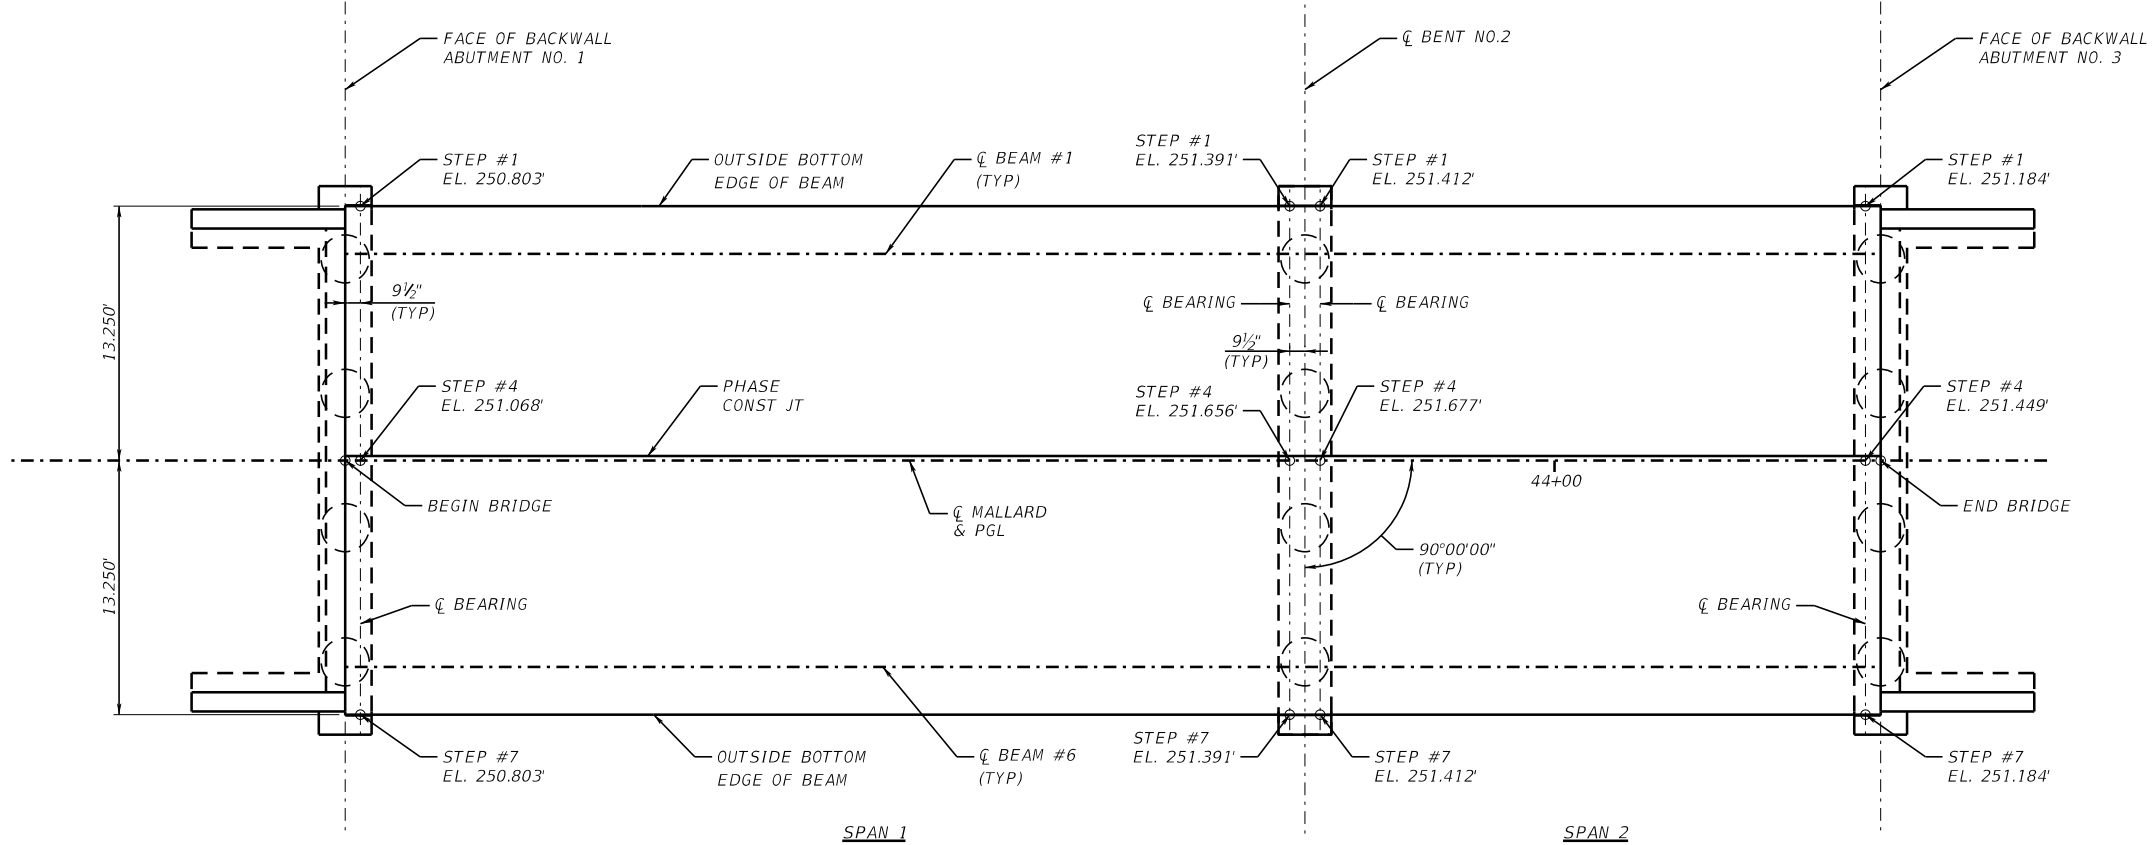 FACE OF BACKWALL
ABUTMENT NO. 1
℄ BENT NO.2
FACE OF BACKWALL
ABUTMENT NO. 3
STEP #1
EL. 250.803'
OUTSIDE BOTTOM
EDGE OF BEAM
℄ BEAM #1
(TYP)
STEP #1
EL. 251.391'
STEP #1
EL. 251.412'
STEP #1
EL. 251.184'
13.250'
9½"
(TYP)
℄ BEARING
℄ BEARING
9½"
(TYP)
STEP #4
EL. 251.068'
PHASE
CONST JT
STEP #4
EL. 251.656'
STEP #4
EL. 251.677'
STEP #4
EL. 251.449'
44+00
BEGIN BRIDGE
℄ MALLARD
& PGL
END BRIDGE
13.250'
90°00'00"
(TYP)
℄ BEARING
℄ BEARING
STEP #7
EL. 250.803'
OUTSIDE BOTTOM
EDGE OF BEAM
℄ BEAM #6
(TYP)
STEP #7
EL. 251.391'
STEP #7
EL. 251.412'
STEP #7
EL. 251.184'
SPAN 1
SPAN 2